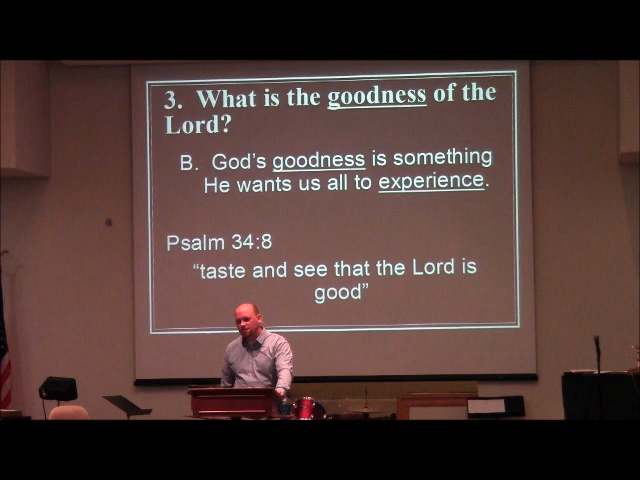 3. What is the goodness of the
Lord?
B. God's goodness is something
He wants us all to experience.
Psalm 34:8
“taste and see that the Lord is
good”